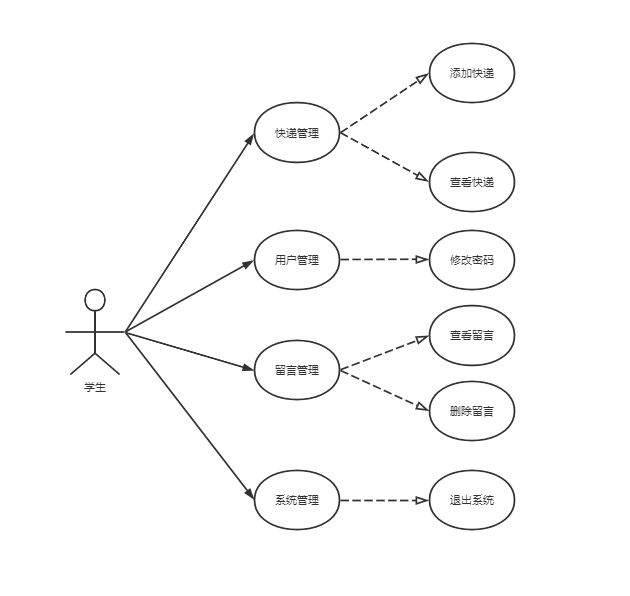 添加快递
快递管理
查看快递
用户管理
修改密码
查看留言
留言管理
学生
删除留言
系统管理
退出系统